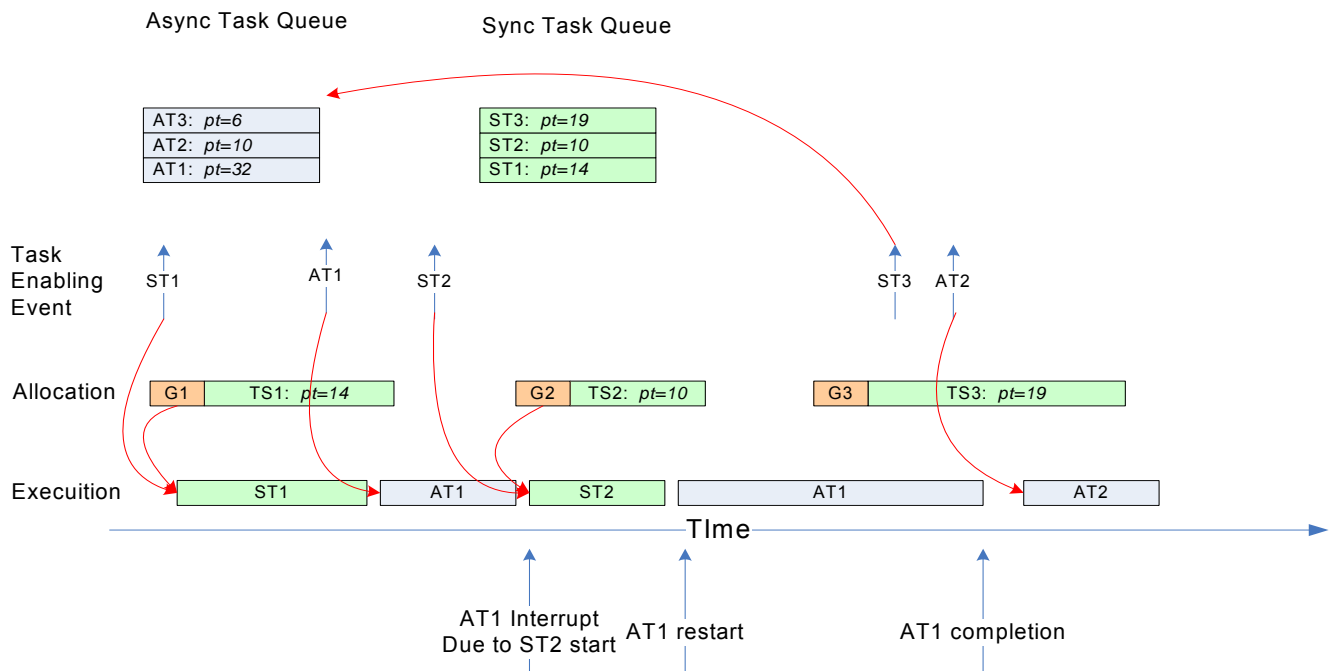 Async Task Queue
Sync Task Queue
AT3: pt=6
AT2: pt=10
AT1: pt=32
ST3: pt=19
ST2: pt=10
ST1: pt=14
Task
Enabling
Event
ST1
AT1
ST2
ST3
AT2
Allocation
G1
TS1: pt=14
G2
TS2: pt=10
G3
TS3: pt=19
Execuition
ST1
AT1
ST2
AT1
AT2
TIme
AT1 Interrupt
Due to ST2 start
AT1 restart
AT1 completion